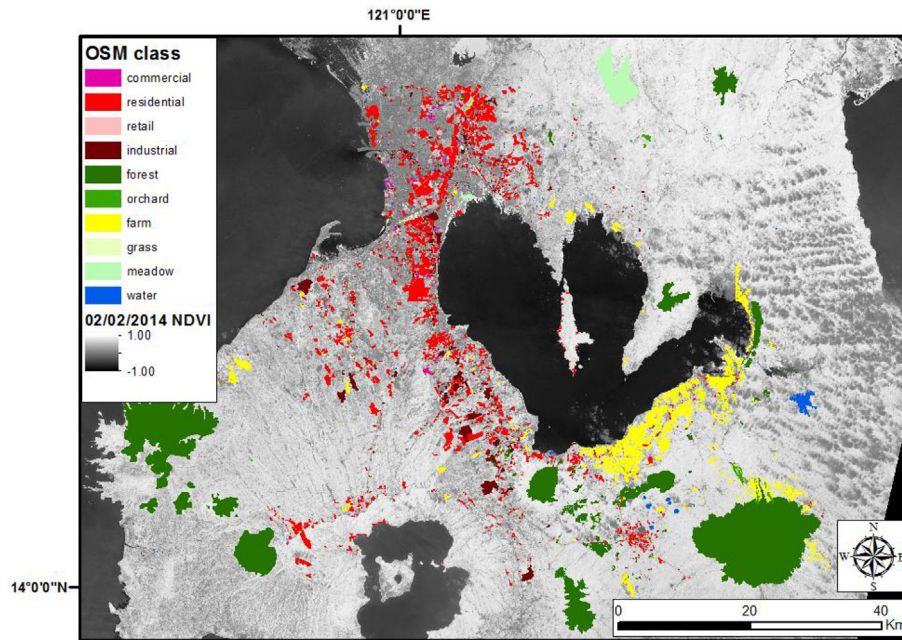 121°0'0"E
OSM class
commercial
residential
retail
industrial
forest
orchard
farm
grass
meadow
water
02/02/2014 NDVI
1.00
-1.00
N
W E
S
14°0'0"N
0 20 40
Km